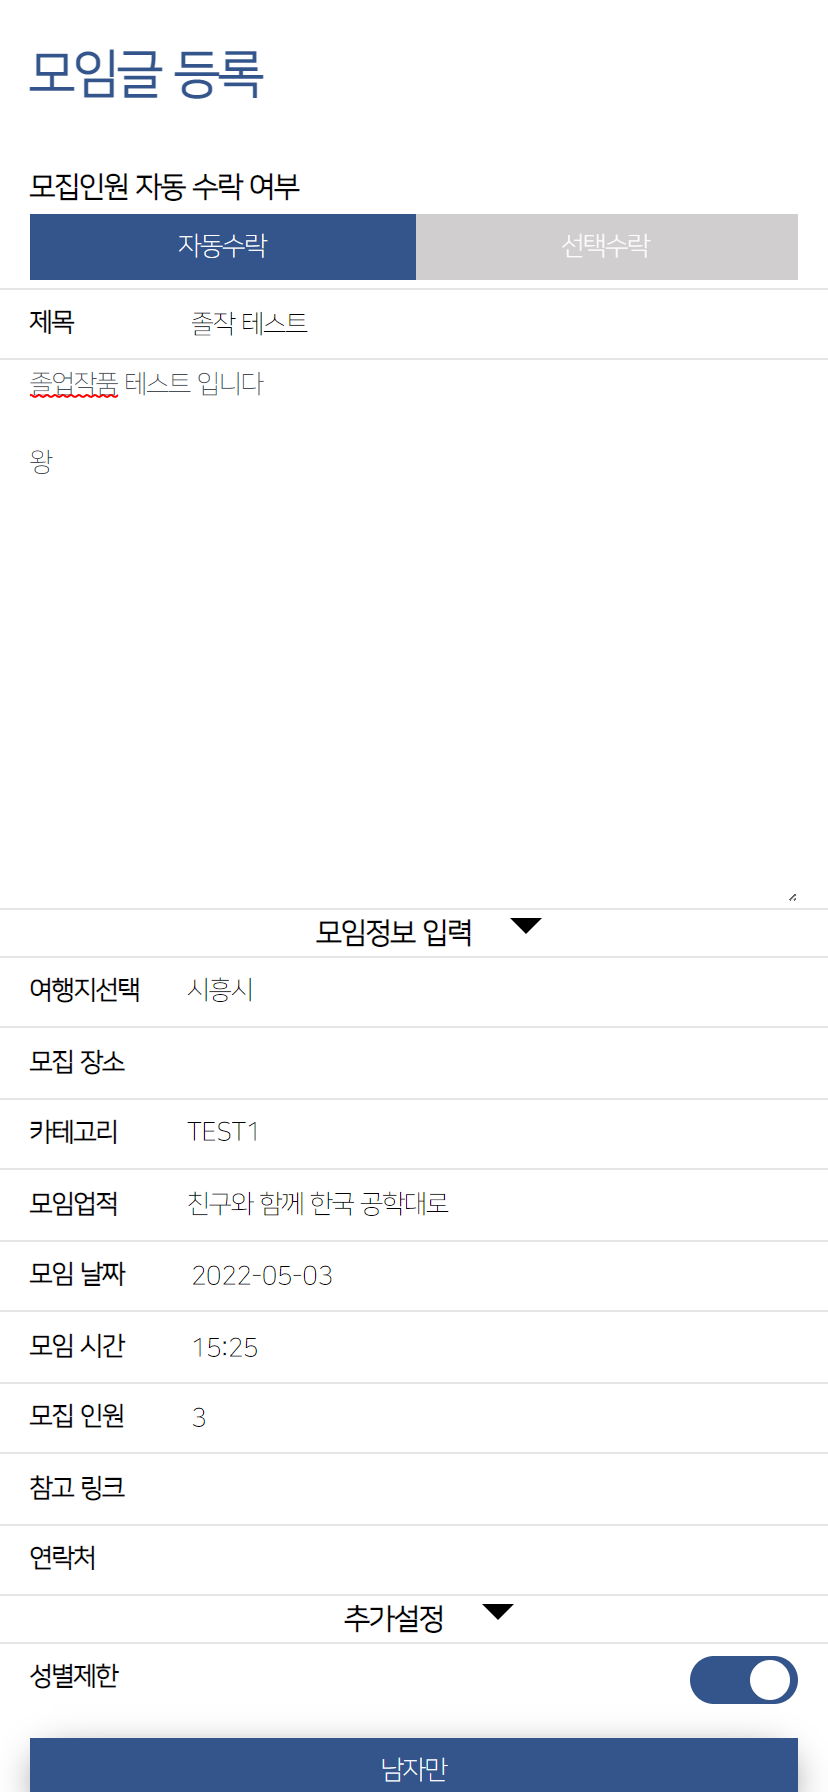 모임글 등록
모집인원 자동 수락 여부
자동수락 선택수락
제목 졸작 테스트
졸업작품 테스트 입니다
왕
모임정보 입력
여행지선택 시흥시
모집 장소
카테고리 TEST1
모임업적 친구와 함께 한국 공학대로
모임 날짜 2022-05-03
모임 시간 15:25
모집 인원 3
참고 링크
연락처
추가설정
성별제한
남자만